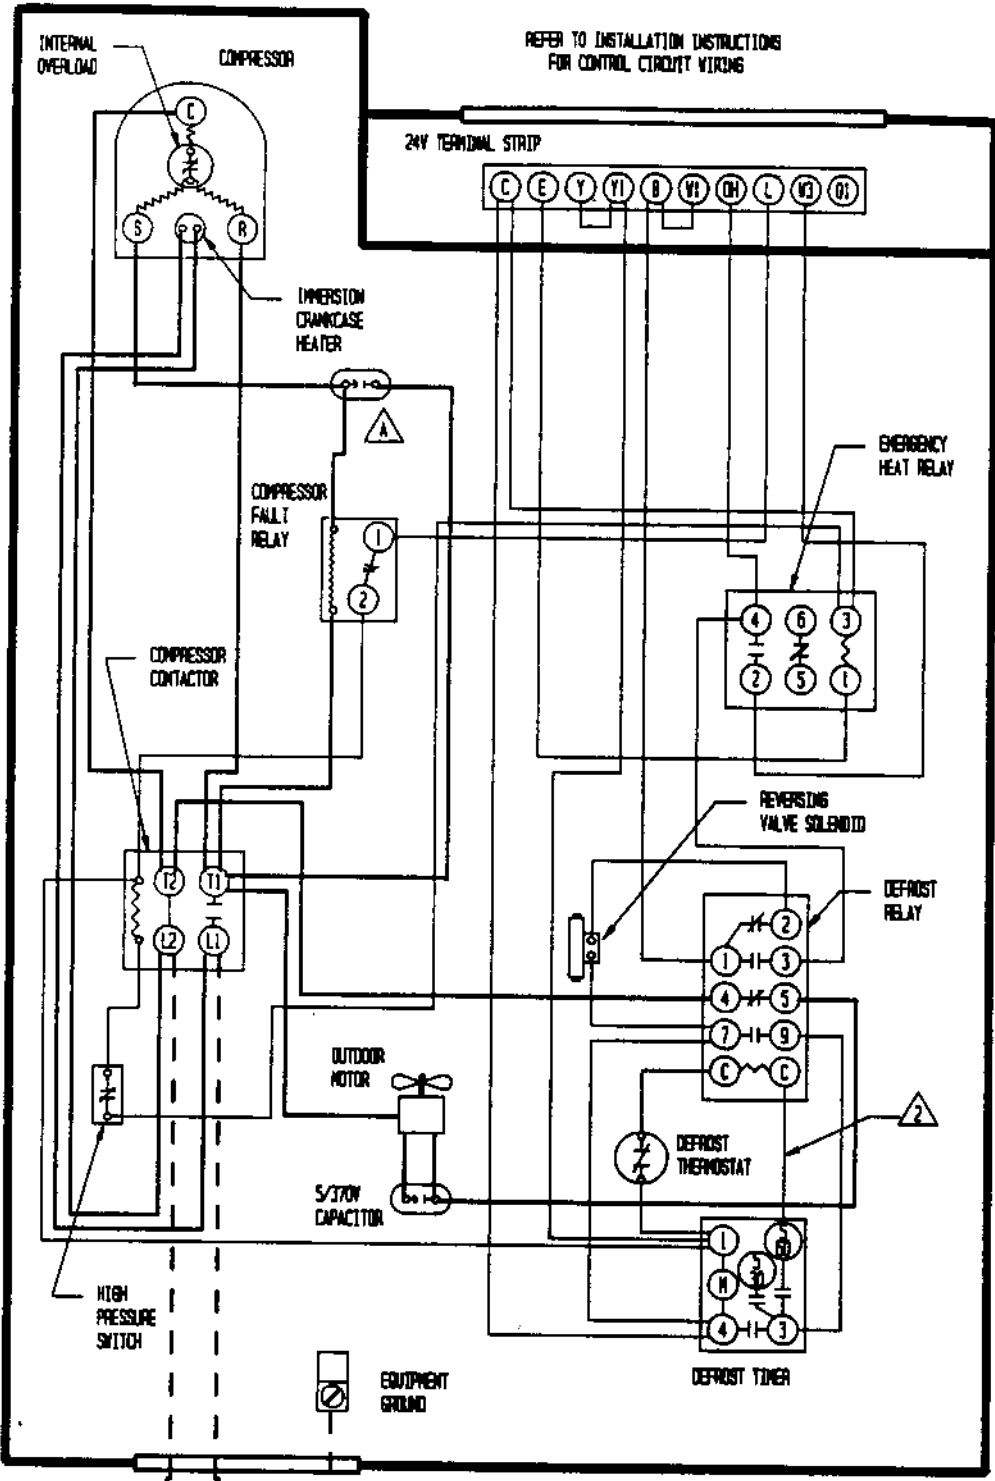 REFER TO INSTALLATION INSTRUCTIONS
FOR CONTROL CIRCUIT WIRING
INTERNAL
OVERLOAD
COMPRESSOR
C
S
R
IMMERSION
CRANKCASE
HEATER
24V TERMINAL STRIP
C E Y Y1 W1 OH L W3
A
EMERGENCY
HEAT RELAY
COMPRESSOR
FAULT
RELAY
1
2
4 6 3
2 5 1
COMPRESSOR
CONTACTOR
REVERSING
VALVE SOLENOID
T2 T1
L2 L1
DEFROST
RELAY
2
1 3
4 5
7 9
C C
OUTDOOR
MOTOR
2
DEFROST
THERMOSTAT
5/370V
CAPACITOR
1
S
60
S
30
M
4 3
DEFROST TIMER
HIGH
PRESSURE
SWITCH
EQUIPMENT
GROUND